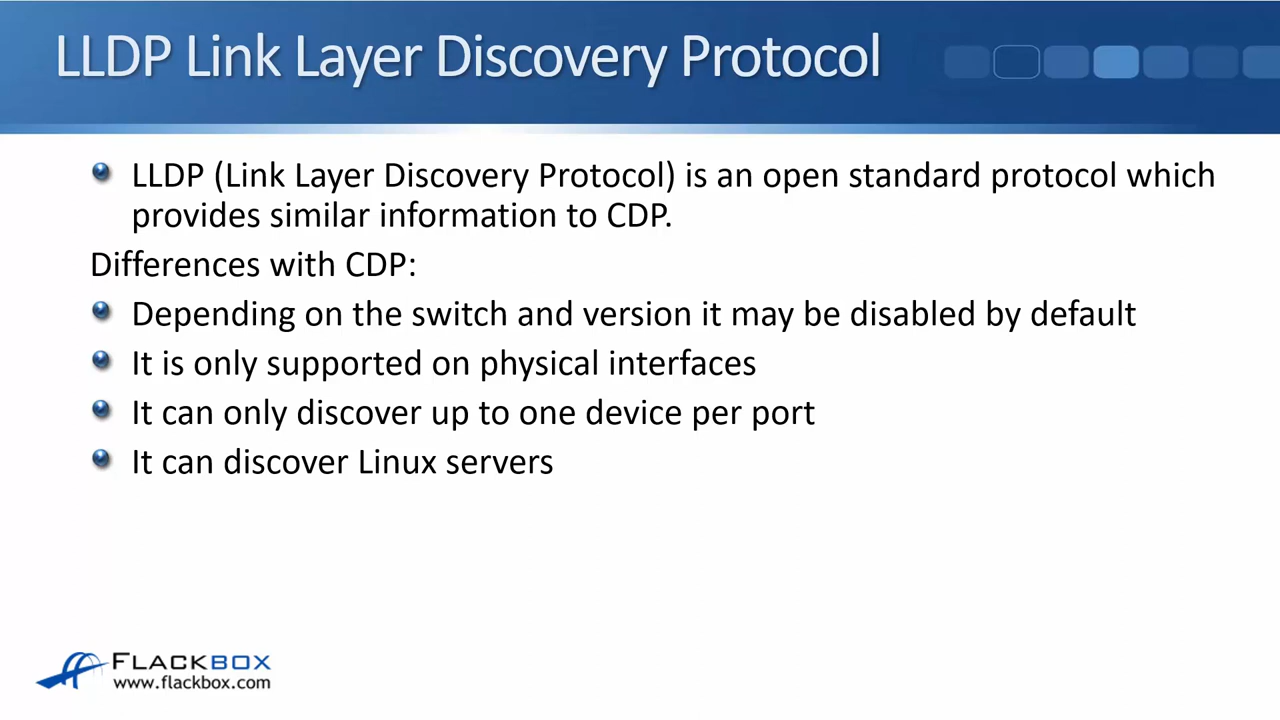 LLDP Link Layer Discovery Protocol
LLDP (Link Layer Discovery Protocol) is an open standard protocol which
provides similar information to CDP.
Differences with CDP:
Depending on the switch and version it may be disabled by default
It is only supported on physical interfaces
It can only discover up to one device per port
It can discover Linux servers
FLACKBOX
www.flackbox.com